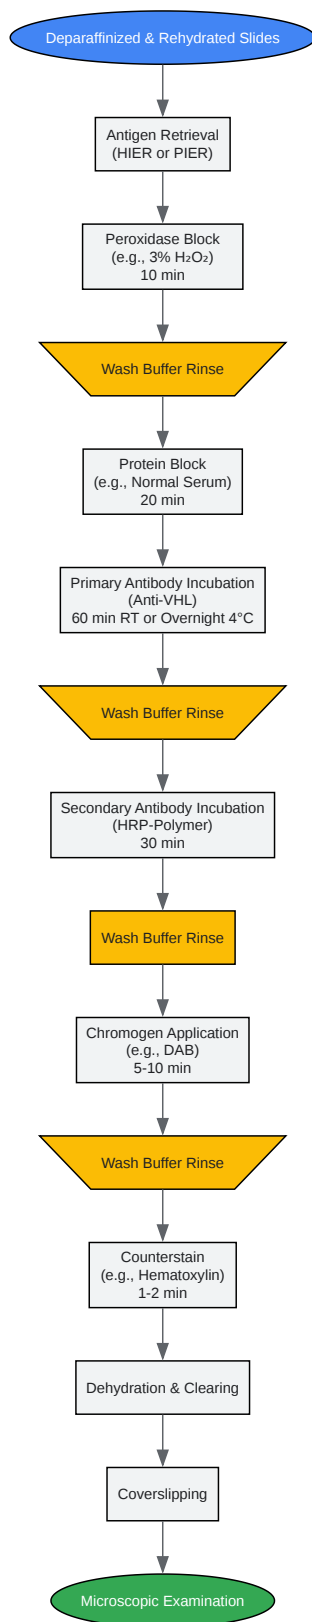 Deparaffinized & Rehydrated Slides
Antigen Retrieval
(HIER or PIER)
Peroxidase Block
(e.g., 3% H₂O₂)
10 min
Wash Buffer Rinse
Protein Block
(e.g., Normal Serum)
20 min
Primary Antibody Incubation
(Anti-VHL)
60 min RT or Overnight 4°C
Wash Buffer Rinse
Secondary Antibody Incubation
(HRP-Polymer)
30 min
Wash Buffer Rinse
Chromogen Application
(e.g., DAB)
5-10 min
Wash Buffer Rinse
Counterstain
(e.g., Hematoxylin)
1-2 min
Dehydration & Clearing
Coverslipping
Microscopic Examination